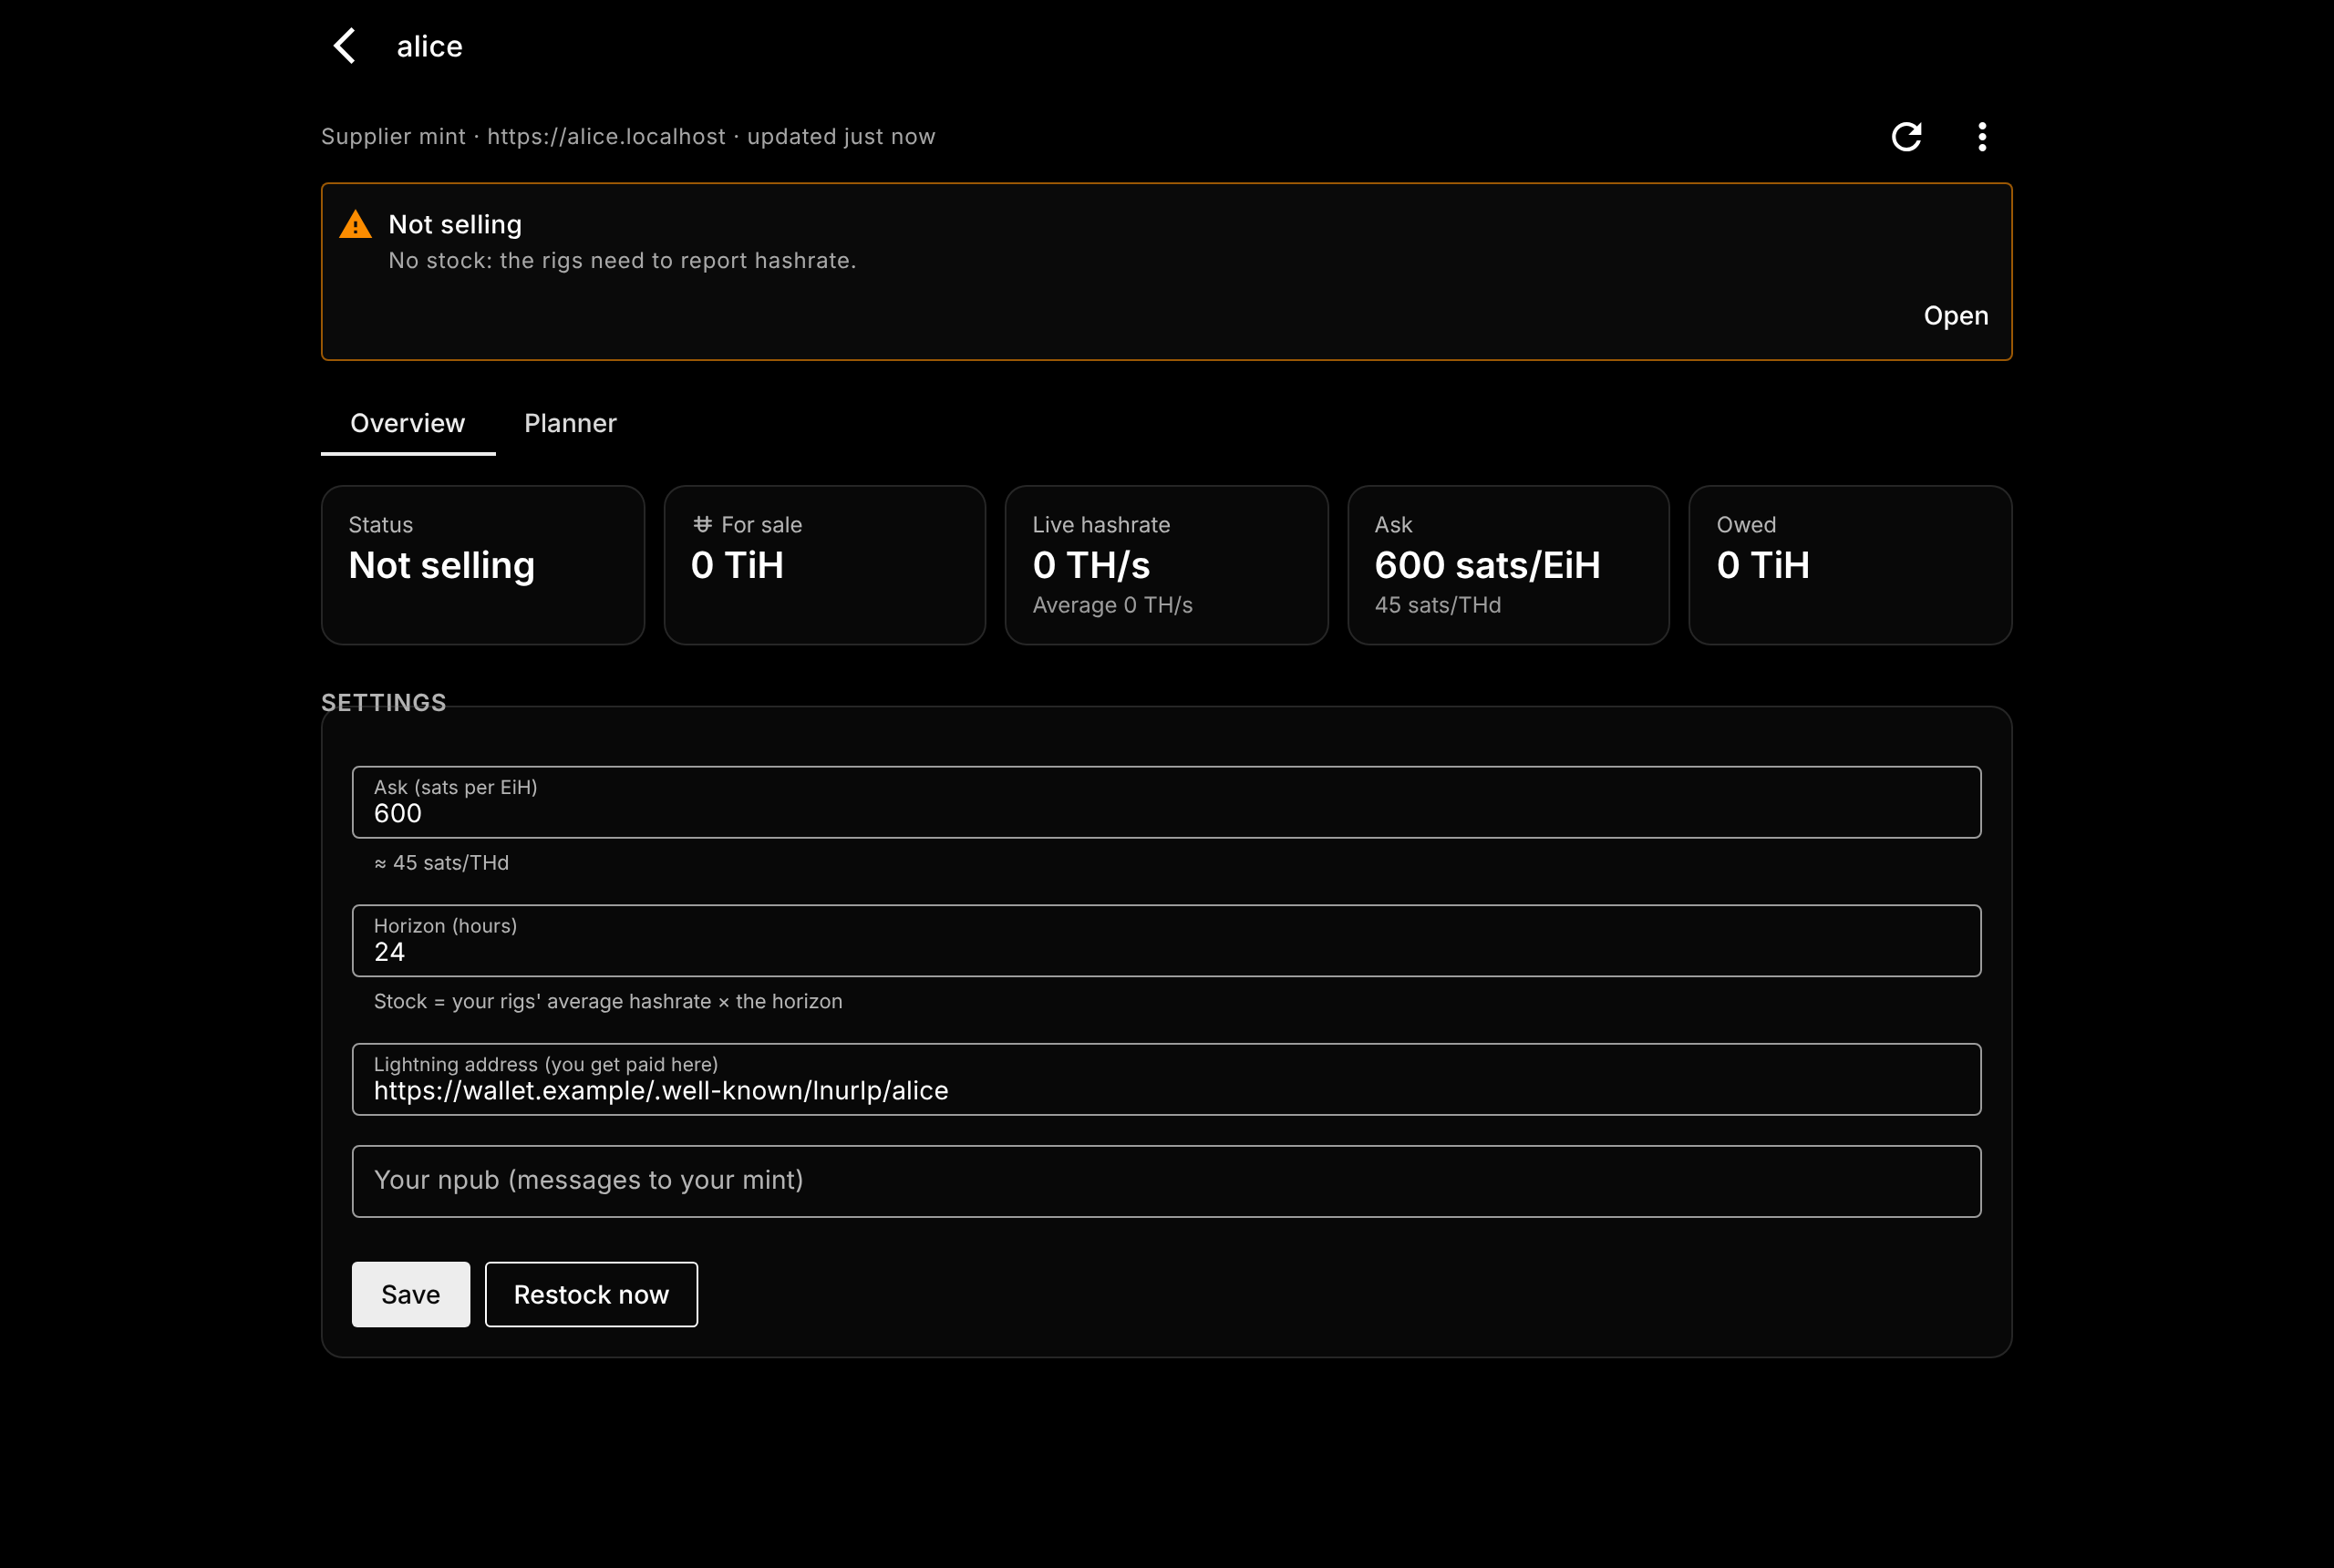 alice
Supplier mint · https://alice.localhost · updated just now
Not selling
No stock: the rigs need to report hashrate.
Open
Overview Planner
Status
Not selling
For sale
0 TiH
Live hashrate
0 TH/s
Average 0 TH/s
Ask
600 sats/EiH
45 sats/THd
Owed
0 TiH
SETTINGS
Ask (sats per EiH)
600
≈ 45 sats/THd
Horizon (hours)
24
Stock = your rigs' average hashrate × the horizon
Lightning address (you get paid here)
https://wallet.example/.well-known/lnurlp/alice
Your npub (messages to your mint)
Save Restock now